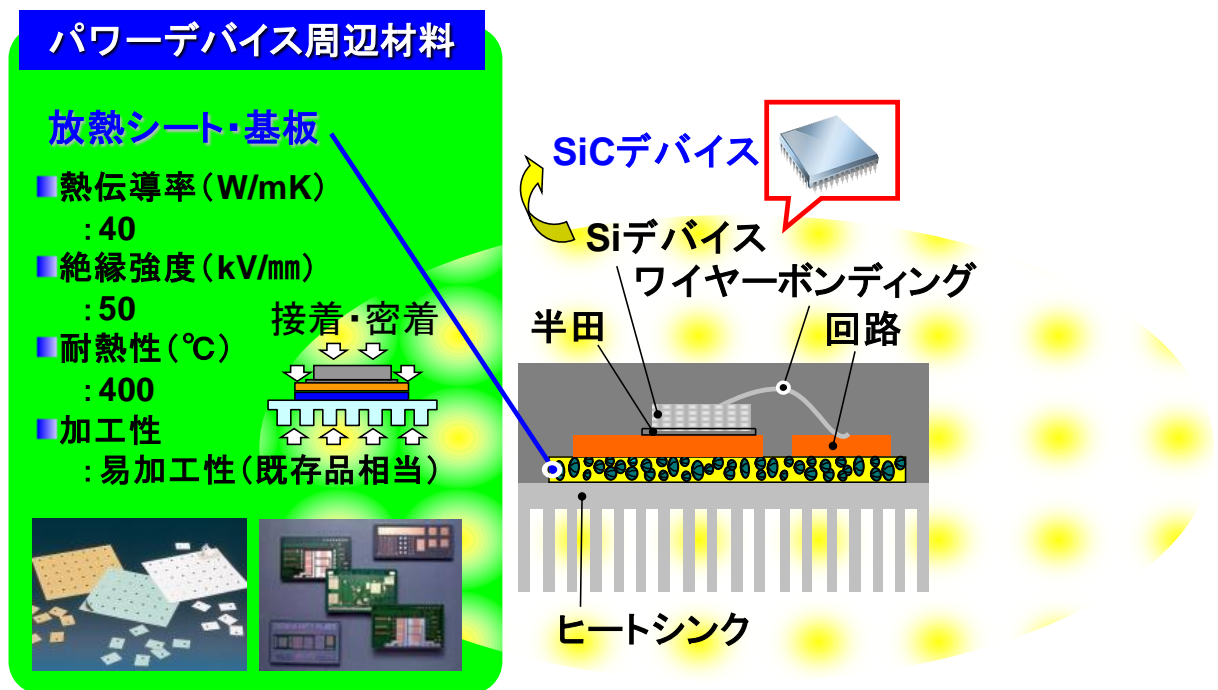 パワーデバイス周辺材料
放熱シート・基板
■熱伝導率（W/mK）
：40
■絶縁強度（kV/㎜）
：50
■耐熱性（℃）
：400
■加工性
：易加工性（既存品相当）
接着・密着
SiCデバイス
Siデバイス
ワイヤーボンディング
半田
回路
ヒートシンク